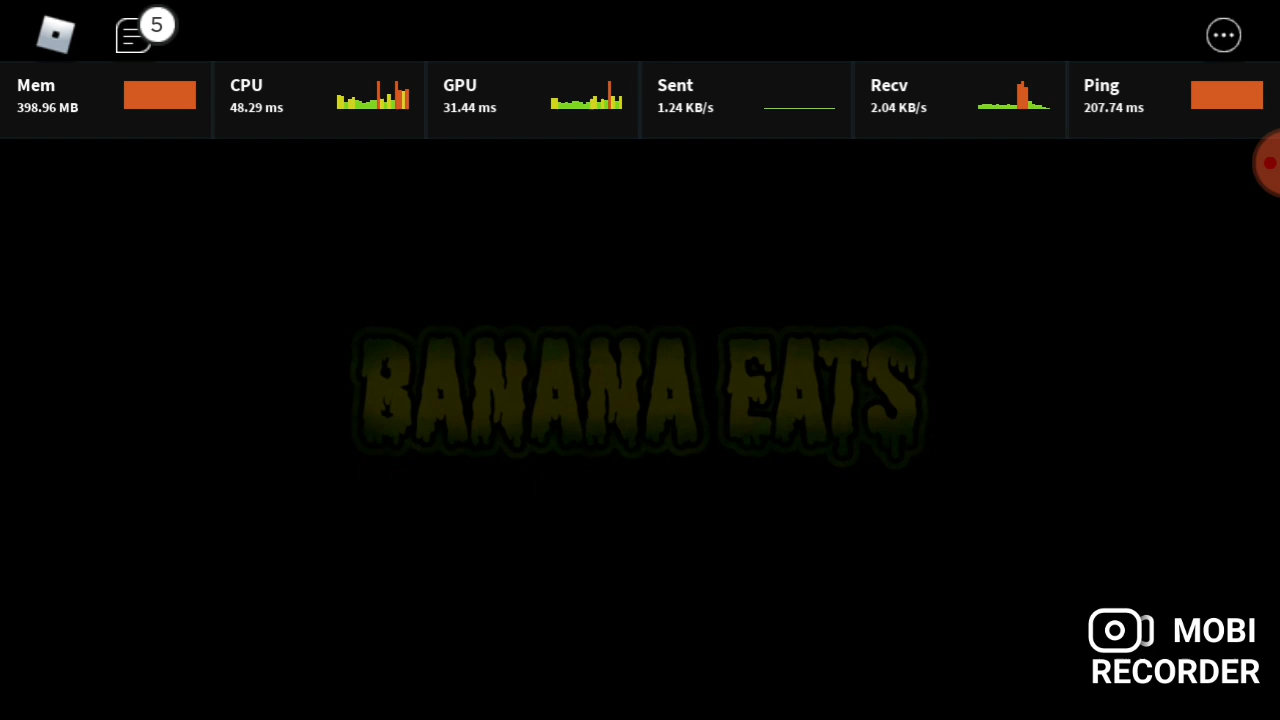 5
Mem
398.96 MB
CPU
48.29 ms
GPU
31.44 ms
Sent
1.24 KB/s
Recv
2.04 KB/s
Ping
207.74 ms
BANANA EATS
MOBI
RECORDER